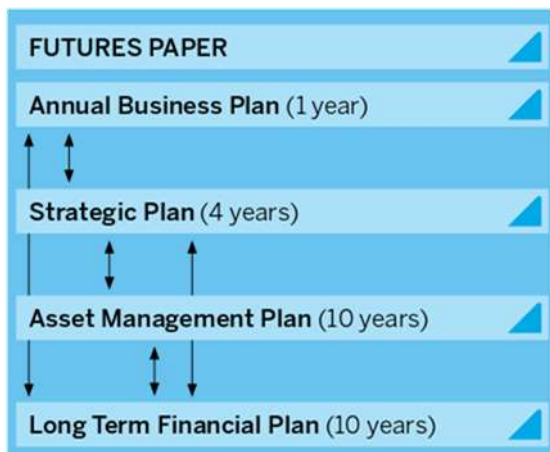 FUTURES PAPER
Annual Business Plan (1 year)
Strategic Plan (4 years)
Asset Management Plan (10 years)
Long Term Financial Plan (10 years)